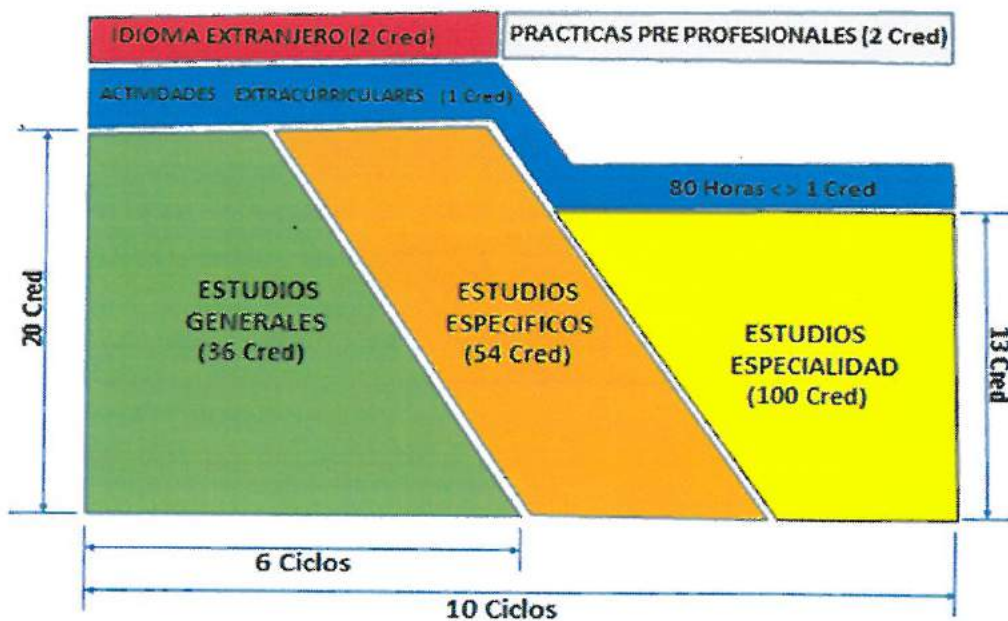 IDIOMA EXTRANJERO (2 Cred)
PRACTICAS PRE PROFESIONALES (2 Cred)
ACTIVIDADES EXTRACURRICULARES (1 Cred)
80 Horas <> 1 Cred
20 Cred
ESTUDIOS
GENERALES
(36 Cred)
ESTUDIOS
ESPECIFICOS
(54 Cred)
ESTUDIOS
ESPECIALIDAD
(100 Cred)
13 Cred
6 Ciclos
10 Ciclos